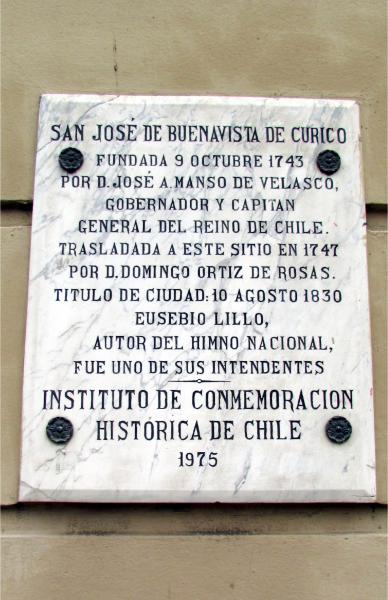 SAN JOSÉ DE BUENAVISTA DE CURICO
FUNDADA 9 OCTUBRE 1743
POR D. JOSÉ A. MANSO DE VELASCO,
GOBERNADOR Y CAPITAN
GENERAL DEL REINO DE CHILE.
TRASLADADA A ESTE SITIO EN 1747
POR D. DOMINGO ORTIZ DE ROSAS.
TITULO DE CIUDAD: 10 AGOSTO 1830
EUSEBIO LILLO,
AUTOR DEL HIMNO NACIONAL,
FUE UNO DE SUS INTENDENTES
INSTITUTO DE CONMEMORACION
HISTÓRICA DE CHILE
1975